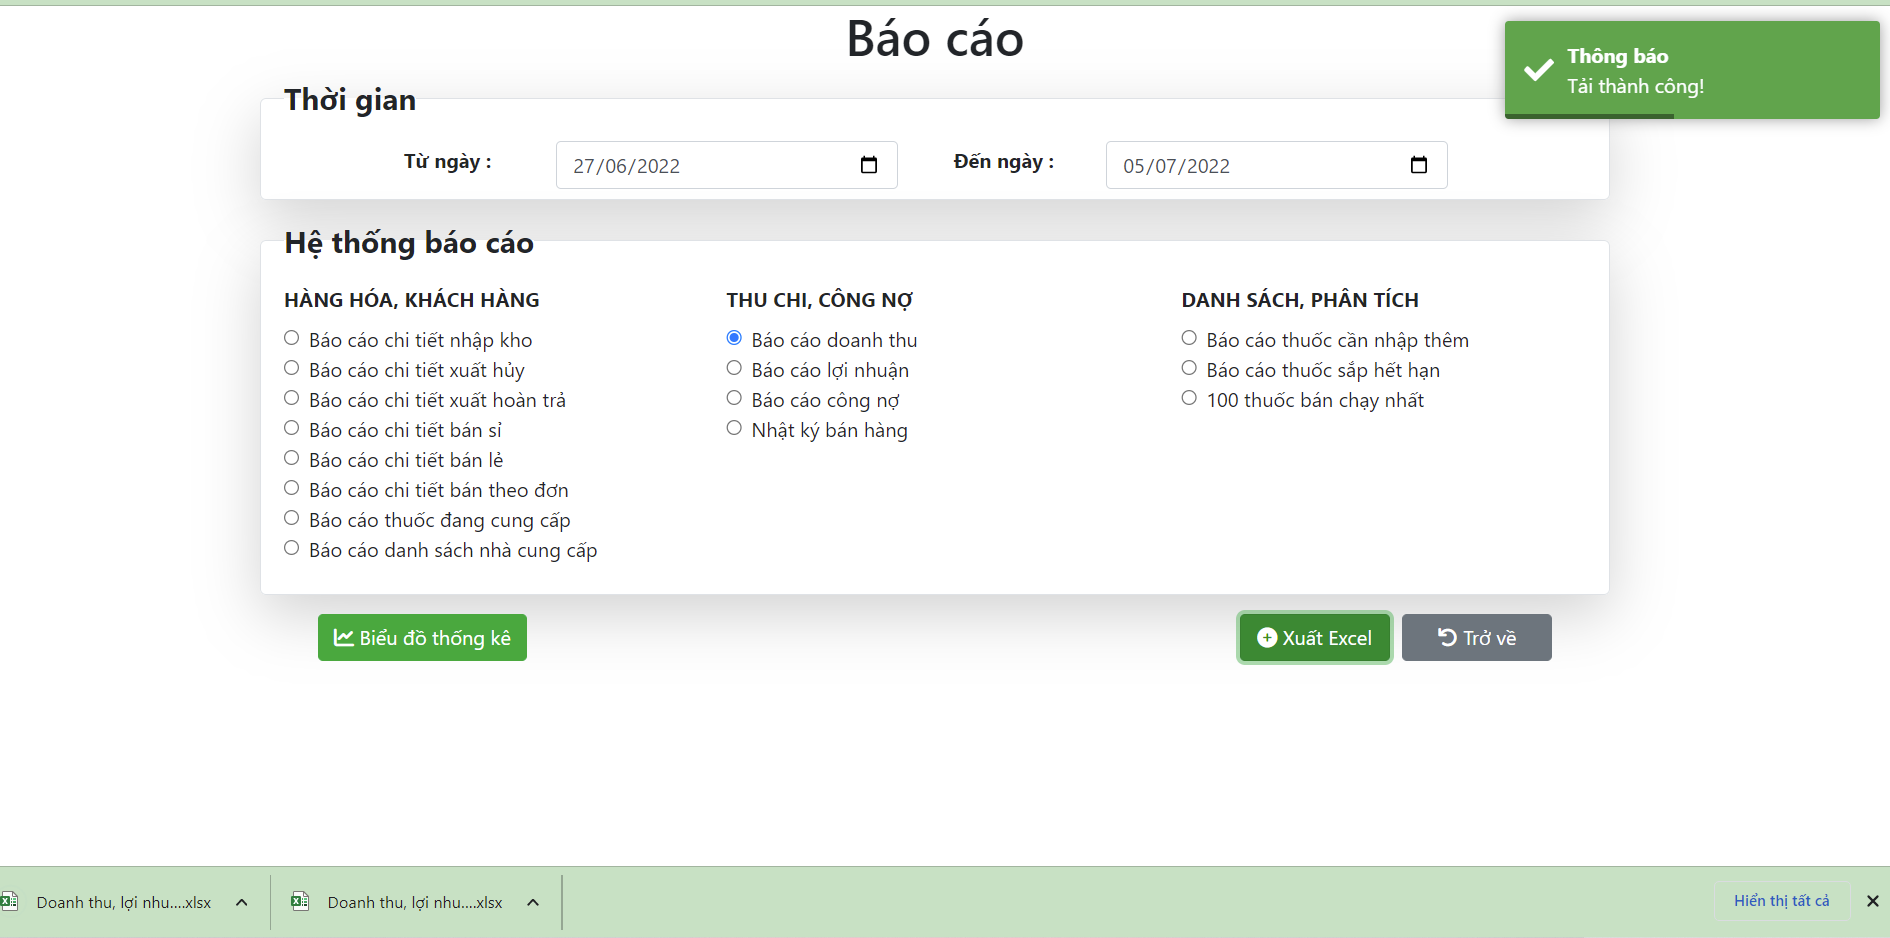 Báo cáo
Thông báo
Tải thành công!
Thời gian
Từ ngày :
27/06/2022
Đến ngày :
05/07/2022
Hệ thống báo cáo
HÀNG HÓA, KHÁCH HÀNG
Báo cáo chi tiết nhập kho
Báo cáo chi tiết xuất hủy
Báo cáo chi tiết xuất hoàn trả
Báo cáo chi tiết bán sỉ
Báo cáo chi tiết bán lẻ
Báo cáo chi tiết bán theo đơn
Báo cáo thuốc đang cung cấp
Báo cáo danh sách nhà cung cấp
THU CHI, CÔNG NỢ
Báo cáo doanh thu
Báo cáo lợi nhuận
Báo cáo công nợ
Nhật ký bán hàng
DANH SÁCH, PHÂN TÍCH
Báo cáo thuốc cần nhập thêm
Báo cáo thuốc sắp hết hạn
100 thuốc bán chạy nhất
Biểu đồ thống kê
Xuất Excel
Trở về
Doanh thu, lợi nhu....xlsx
Doanh thu, lợi nhu....xlsx
Hiển thị tất cả